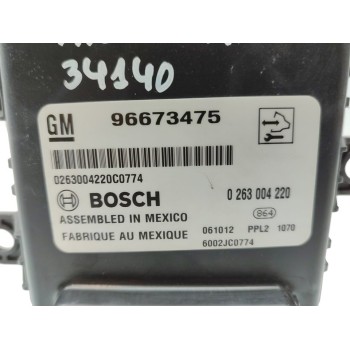 34140
GM 96673475
0263004220C0774
BOSCH 0 263 004 220
ASSEMBLED IN MEXICO 864
FABRIQUE AU MEXIQUE 061012 PPL2 1070
6002JC0774